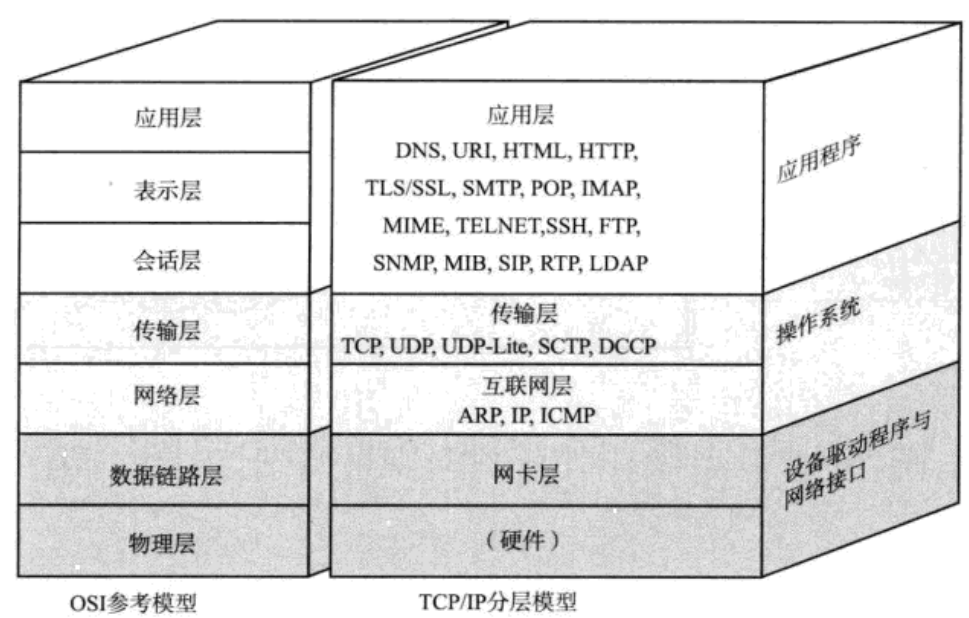 应用层
表示层
会话层
传输层
网络层
数据链路层
物理层
OSI参考模型
应用层
DNS, URI, HTML, HTTP,
TLS/SSL, SMTP, POP, IMAP,
MIME, TELNET,SSH, FTP,
SNMP, MIB, SIP, RTP, LDAP
传输层
TCP, UDP, UDP-Lite, SCTP, DCCP
互联网层
ARP, IP, ICMP
网卡层
（硬件）
TCP/IP分层模型
应用程序
操作系统
设备驱动程序与
网络接口